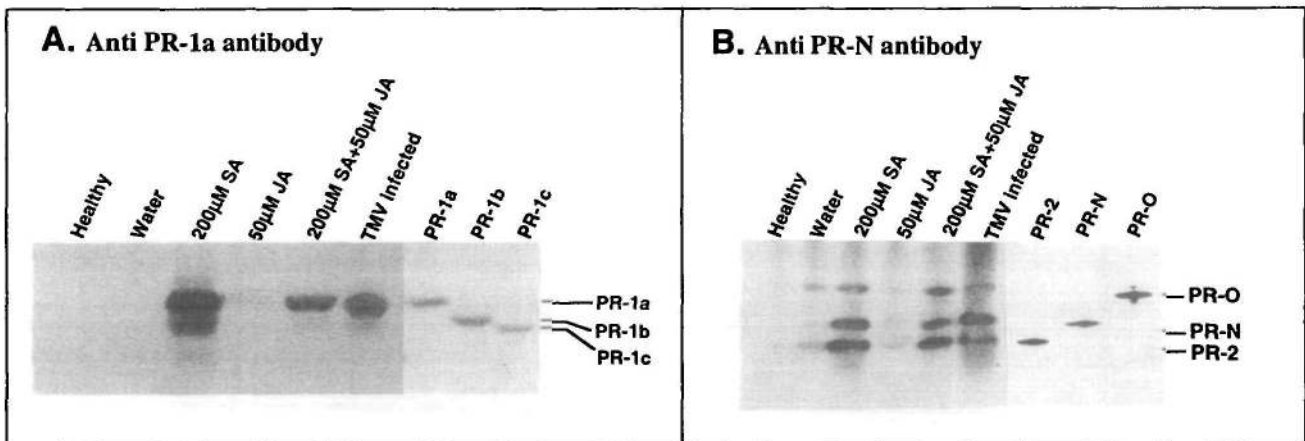 A. Anti PR-1a antibody
Healthy
Water
200µM SA
50µM JA
200µM SA+50µM JA
TMV Infected
PR-1a
PR-1b
PR-1c
PR-1a
PR-1b
PR-1c
B. Anti PR-N antibody
Healthy
Water
200µM SA
50µM JA
200µM SA+50µM JA
TMV Infected
PR-2
PR-N
PR-O
PR-O
PR-N
PR-2